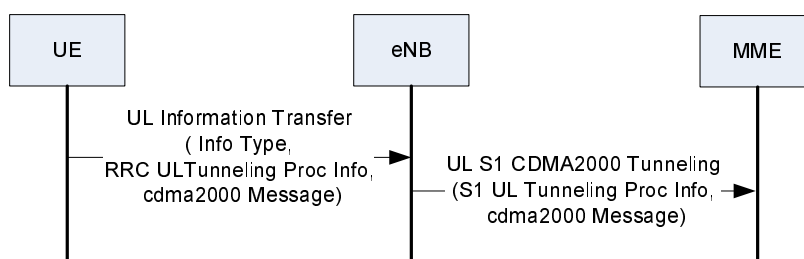 UE
eNB
MME
UL Information Transfer
( Info Type,
RRC ULTunneling Proc Info,
cdma2000 Message)
UL S1 CDMA2000 Tunneling
(S1 UL Tunneling Proc Info,
cdma2000 Message)